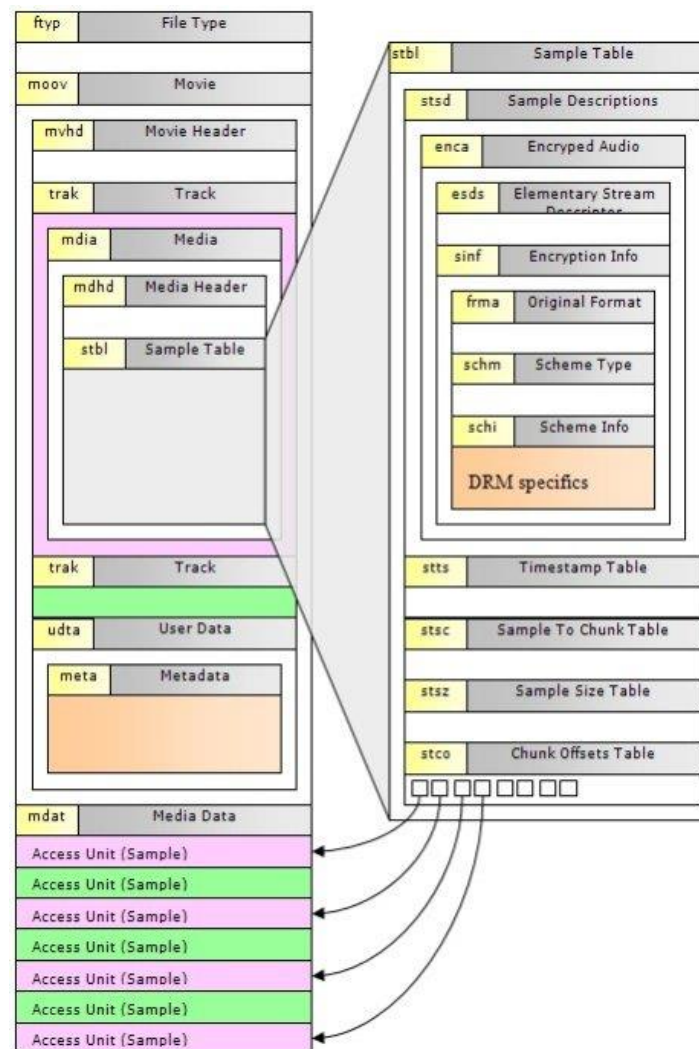 ftyp File Type
moov Movie
mvhd Movie Header
trak Track
mdia Media
mdhd Media Header
stbl Sample Table
trak Track
udta User Data
meta Metadata
mdat Media Data
Access Unit (Sample)
Access Unit (Sample)
Access Unit (Sample)
Access Unit (Sample)
Access Unit (Sample)
Access Unit (Sample)
Access Unit (Sample)
stbl Sample Table
stsd Sample Descriptions
enca Encryped Audio
esds Elementary Stream
Descriptor
sinf Encryption Info
frma Original Format
schm Scheme Type
schi Scheme Info
DRM specifics
stts Timestamp Table
stsc Sample To Chunk Table
stsz Sample Size Table
stco Chunk Offsets Table